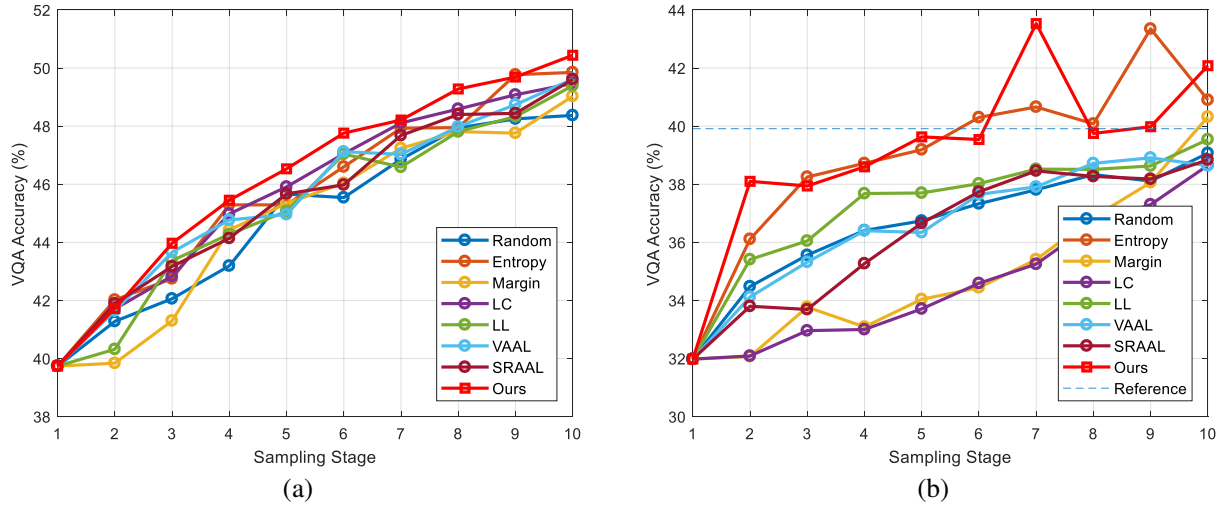 52
50
48
46
44
42
40
38
VQA Accuracy (%)
1 2 3 4 5 6 7 8 9 10
Sampling Stage
Random
Entropy
Margin
LC
LL
VAAL
SRAAL
Ours
(a)
44
42
40
38
36
34
32
30
VQA Accuracy (%)
1 2 3 4 5 6 7 8 9 10
Sampling Stage
Random
Entropy
Margin
LC
LL
VAAL
SRAAL
Ours
Reference
(b)